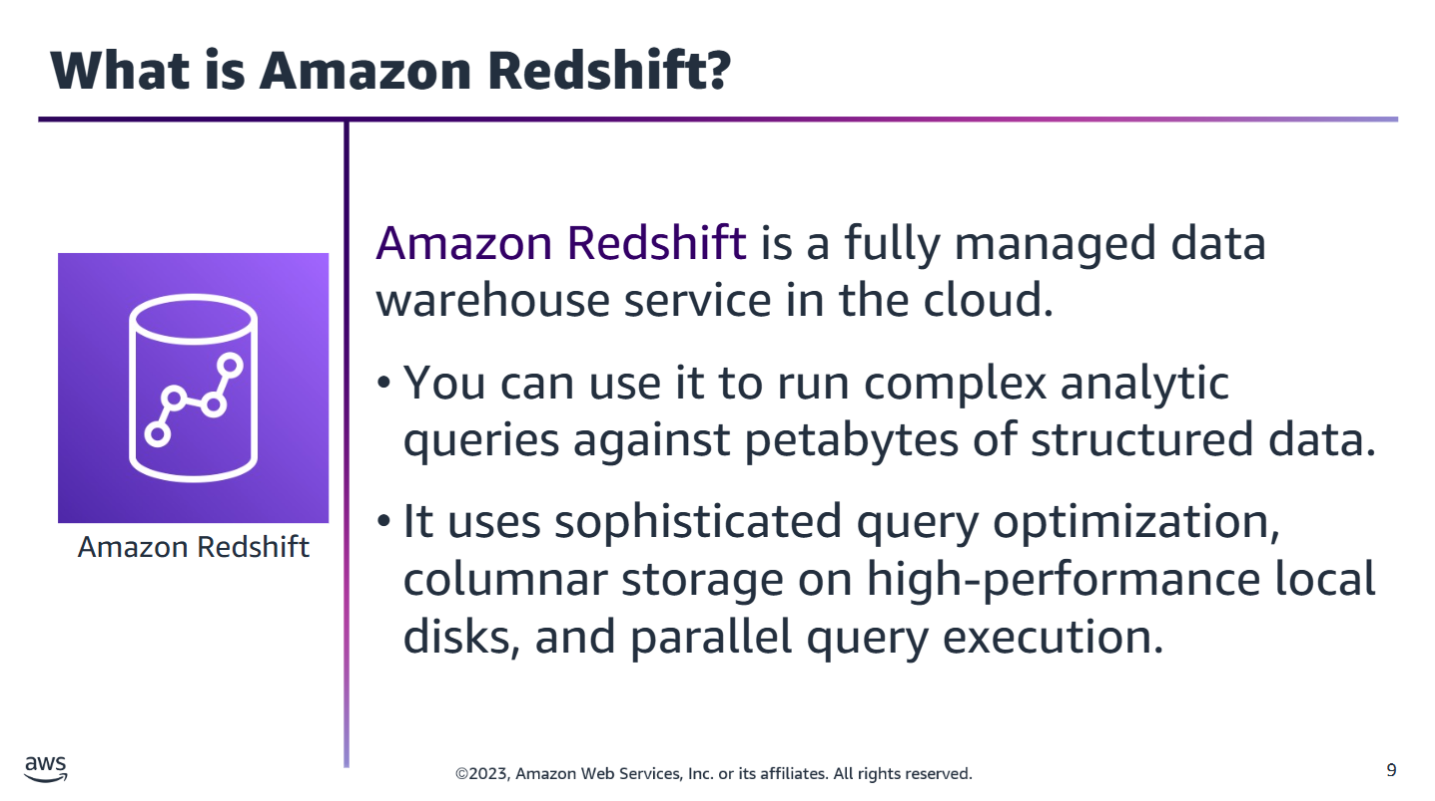 What is Amazon Redshift?
Amazon Redshift
Amazon Redshift is a fully managed data
warehouse service in the cloud.
• You can use it to run complex analytic
queries against petabytes of structured data.
• It uses sophisticated query optimization,
columnar storage on high-performance local
disks, and parallel query execution.
aws
©2023, Amazon Web Services, Inc. or its affiliates. All rights reserved.
9